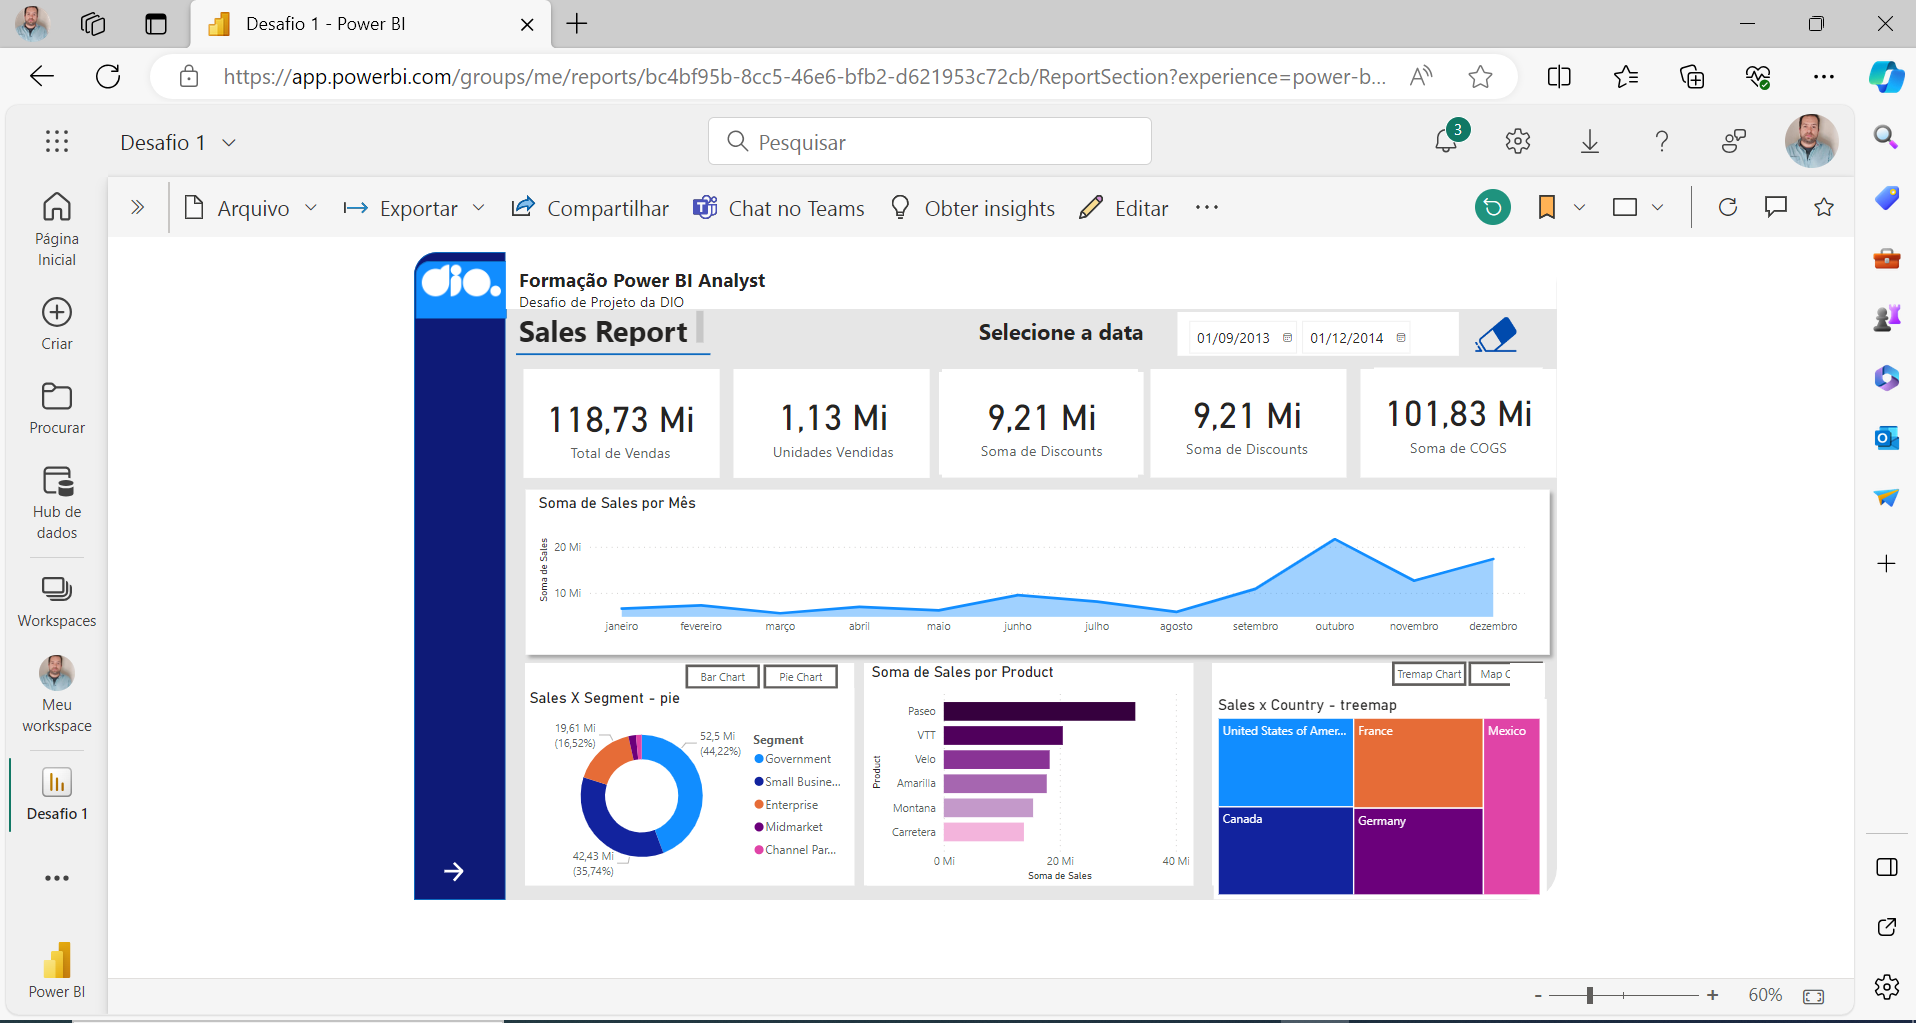 Desafio 1 - Power BI
https://app.powerbi.com/groups/me/reports/bc4bf95b-8cc5-46e6-bfb2-d621953c72cb/ReportSection?experience=power-b...
Desafio 1
Pesquisar
3
Arquivo
Exportar
Compartilhar
Chat no Teams
Obter insights
Editar
Página
Inicial
Criar
Procurar
Hub de
dados
Workspaces
Meu
workspace
Desafio 1
Power BI
dio.
Formação Power BI Analyst
Desafio de Projeto da DIO
Sales Report
Selecione a data
01/09/2013
01/12/2014
118,73 Mi
Total de Vendas
1,13 Mi
Unidades Vendidas
9,21 Mi
Soma de Discounts
9,21 Mi
Soma de Discounts
101,83 Mi
Soma de COGS
Soma de Sales por Mês
Soma de Sales
20 Mi
10 Mi
janeiro fevereiro março abril maio junho julho agosto setembro outubro novembro dezembro
Bar Chart
Pie Chart
Sales X Segment - pie
19,61 Mi
(16,52%)
52,5 Mi
(44,22%)
42,43 Mi
(35,74%)
Segment
Government
Small Busine...
Enterprise
Midmarket
Channel Par...
Soma de Sales por Product
Product
Paseo
VTT
Velo
Amarilla
Montana
Carretera
0 Mi 20 Mi 40 Mi
Soma de Sales
Tremap Chart
Map C
Sales x Country - treemap
United States of Amer...
France
Mexico
Canada
Germany
- + 60%